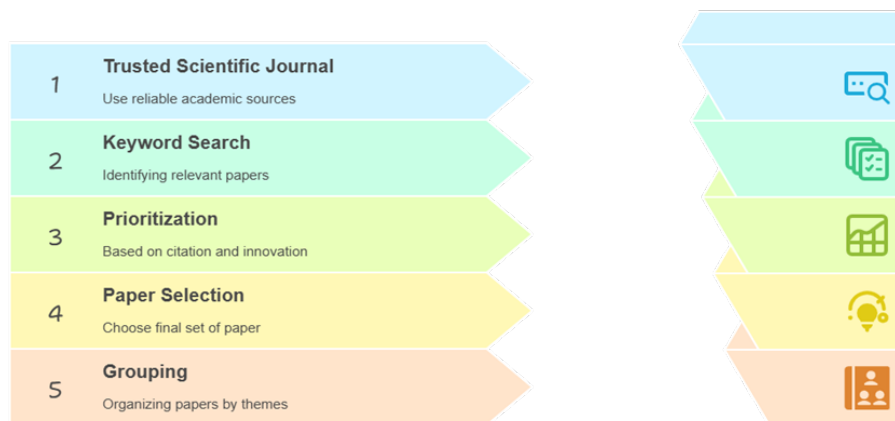 1
Trusted Scientific Journal
Use reliable academic sources
2
Keyword Search
Identifying relevant papers
3
Prioritization
Based on citation and innovation
4
Paper Selection
Choose final set of paper
5
Grouping
Organizing papers by themes